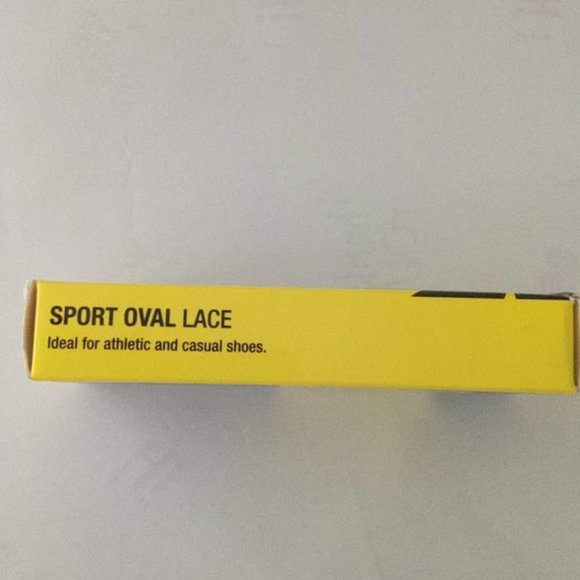 SPORT OVAL LACE
Ideal for athletic and casual shoes.